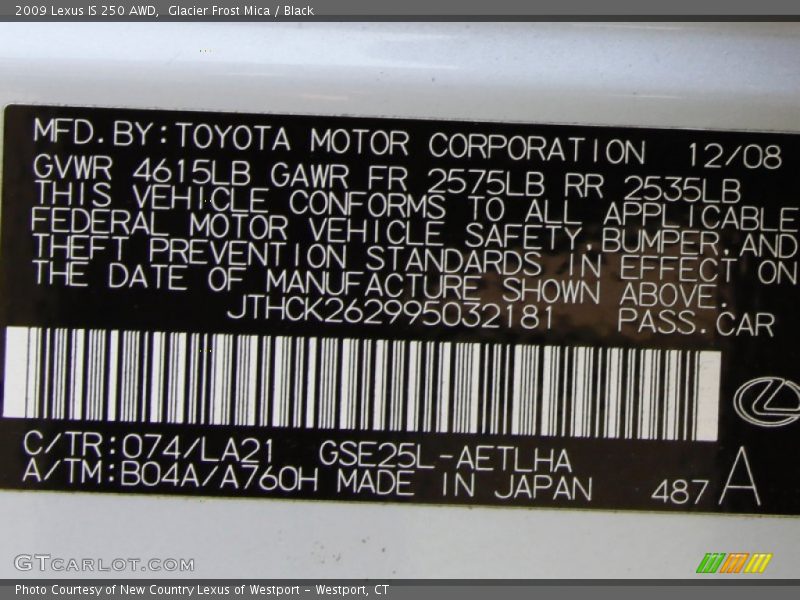 2009 Lexus IS 250 AWD,  Glacier Frost Mica / Black
MFD.BY:TOYOTA MOTOR CORPORATION 12/08
GVWR 4615LB GAWR FR 2575LB RR 2535LB
THIS VEHICLE CONFORMS TO ALL APPLICABLE
FEDERAL MOTOR VEHICLE SAFETY,BUMPER,AND
THEFT PREVENTION STANDARDS IN EFFECT ON
THE DATE OF MANUFACTURE SHOWN ABOVE.
JTHCK262995032181 PASS.CAR
C/TR:074/LA21 GSE25L-AETLHA
A/TM:B04A/A760H MADE IN JAPAN 487 A
GTCARLOT.COM
Photo Courtesy of New Country Lexus of Westport - Westport, CT